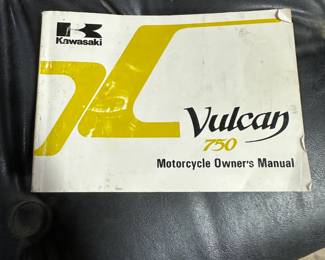 Kawasaki
Vulcan
750
Motorcycle Owner's Manual